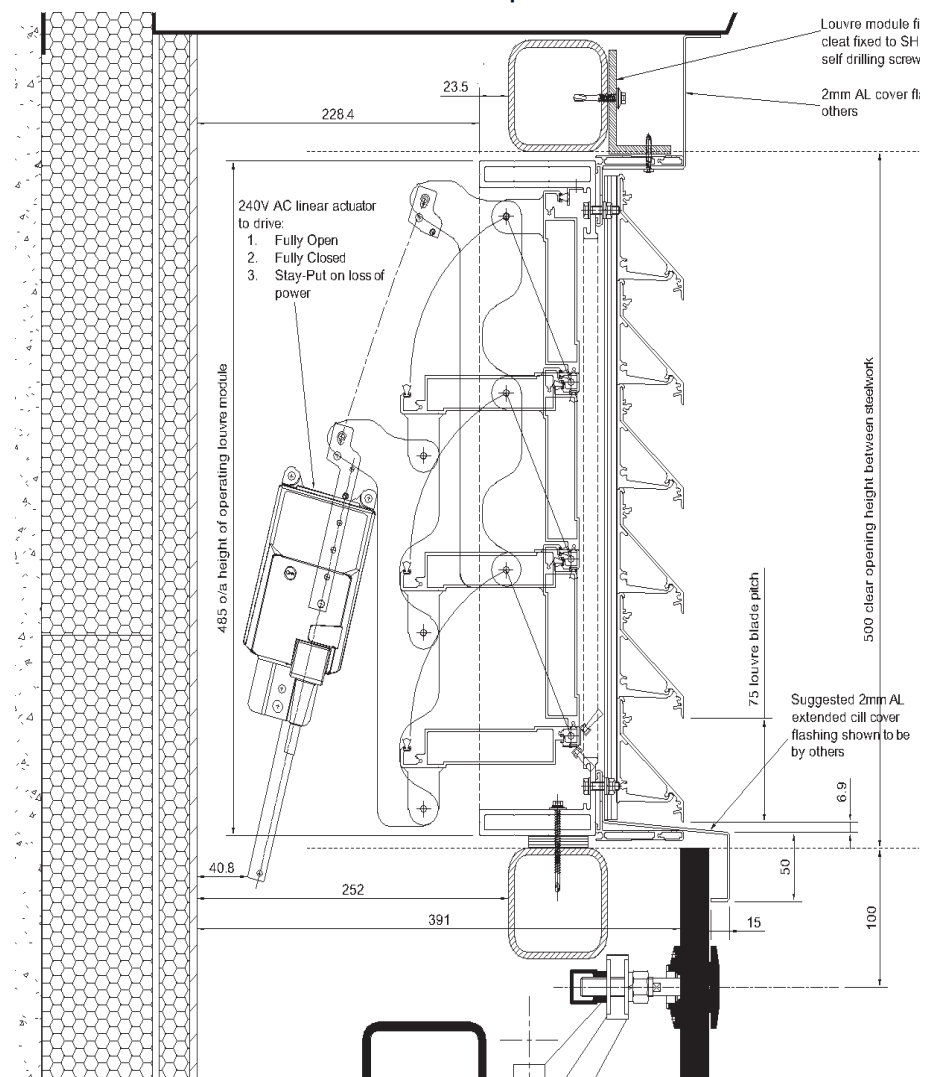 Louvre module fi
cleat fixed to SH
self drilling screw
2mm AL cover fl
others
23.5
228.4
240V AC linear actuator
to drive:
1. Fully Open
2. Fully Closed
3. Stay-Put on loss of
power
485 o/a height of operating louvre module
500 clear opening height between steelwork
75 louvre blade pitch
Suggested 2mm AL
extended cill cover
flashing shown to be
by others
6.9
40.8
252
391
50
15
100